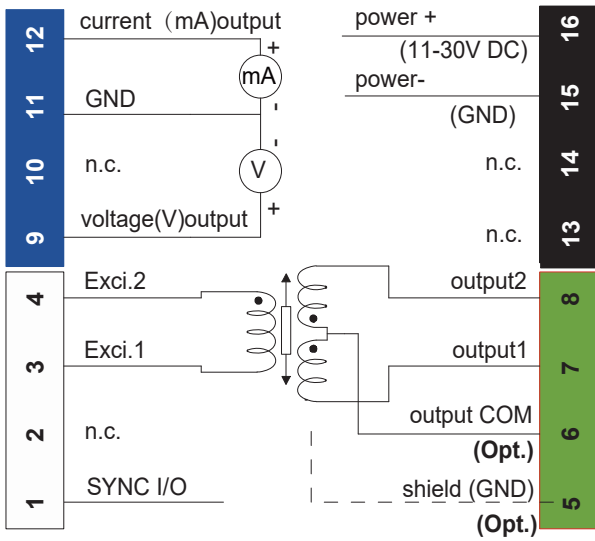 12 current（mA)output
+
mA
11 GND
-
-
10 n.c.
V
9 voltage(V)output
+
power + 16
(11-30V DC)
power- 15
(GND)
n.c. 14
n.c. 13
4 Exci.2
3 Exci.1
2 n.c.
1 SYNC I/O
output2 8
output1 7
output COM 6
(Opt.)
shield (GND) 5
(Opt.)